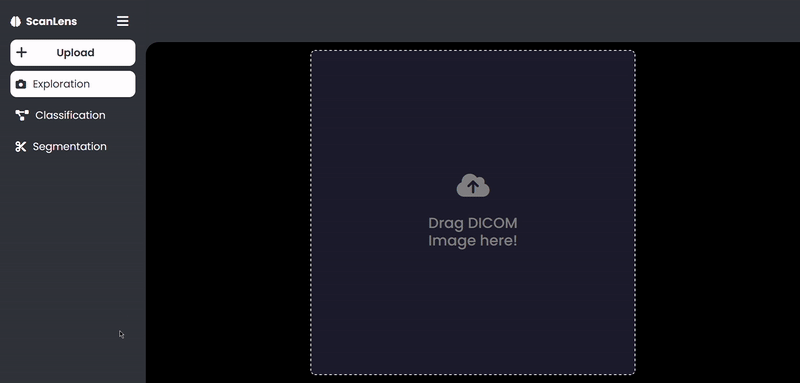 ScanLens
Upload
Exploration
Classification
Segmentation
Drag DICOM
Image here!